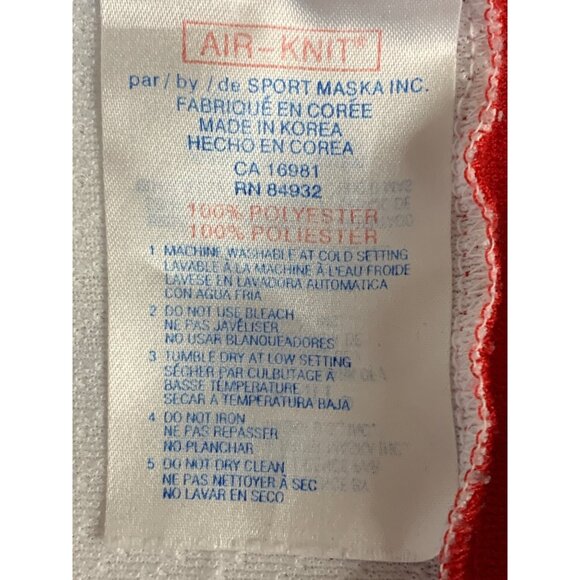 AIR-KNIT®
par / by / de SPORT MASKA INC.
FABRIQUÉ EN CORÉE
MADE IN KOREA
HECHO EN COREA
CA 16981
RN 84932
100% POLYESTER
100% POLIESTER
1 MACHINE WASHABLE AT COLD SETTING
LAVABLE À LA MACHINE À L'EAU FROIDE
LAVESE EN LAVADORA AUTOMATICA
CON AGUA FRIA
2 DO NOT USE BLEACH
NE PAS JAVÉLISER
NO USAR BLANQUEADORES
3 TUMBLE DRY AT LOW SETTING
SÉCHER PAR CULBUTAGE À
BASSE TEMPÉRATURE
SECAR A TEMPERATURA BAJA
4 DO NOT IRON
NE PAS REPASSER
NO PLANCHAR
5 DO NOT DRY CLEAN
NE PAS NETTOYER À SEC
NO LAVAR EN SECO